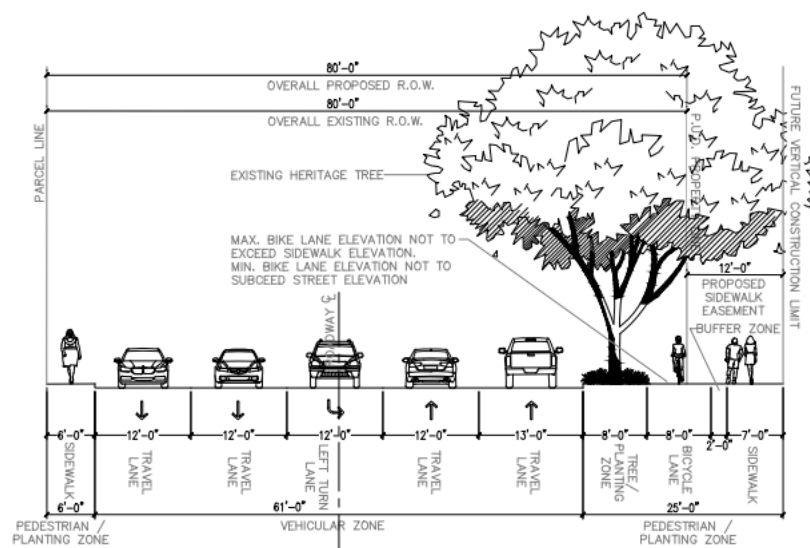 80'-0"
OVERALL PROPOSED R.O.W.
80'-0"
OVERALL EXISTING R.O.W.
PARCEL LINE
EXISTING HERITAGE TREE
FUTURE VERTICAL CONSTRUCTION LIMIT
MAX. BIKE LANE ELEVATION NOT TO
EXCEED SIDEWALK ELEVATION.
MIN. BIKE LANE ELEVATION NOT TO
SUBCEED STREET ELEVATION
12'-0"
PROPOSED
SIDEWALK
EASEMENT
BUFFER ZONE
6'-0"
12'-0"
12'-0"
12'-0"
12'-0"
13'-0"
8'-0"
8'-0"
2'-0"
7'-0"
SIDEWALK
TRAVEL
LANE
TRAVEL
LANE
LEFT TURN
LANE
TRAVEL
LANE
TRAVEL
LANE
TREE/
PLANTING
ZONE
BICYCLE
LANE
SIDEWALK
6'-0"
61'-0"
25'-0"
PEDESTRIAN /
PLANTING ZONE
VEHICULAR ZONE
PEDESTRIAN /
PLANTING ZONE